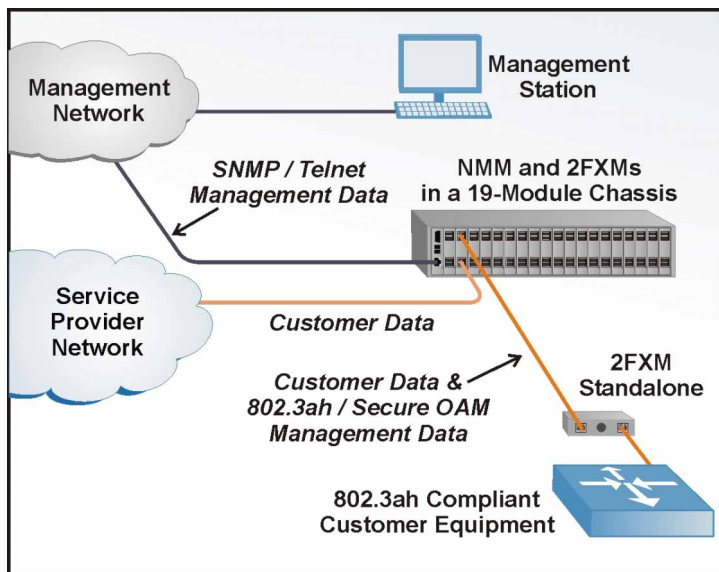 Management
Network
Management
Station
SNMP / Telnet
Management Data
NMM and 2FXMs
in a 19-Module Chassis
Service
Provider
Network
Customer Data
Customer Data &
802.3ah / Secure OAM
Management Data
2FXM
Standalone
802.3ah Compliant
Customer Equipment